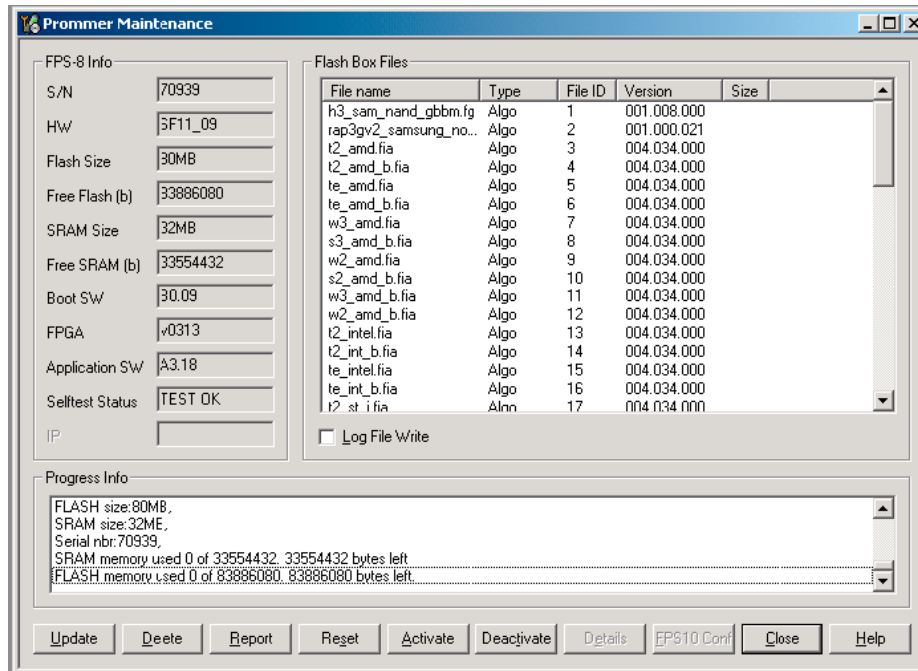 Prommer Maintenance
FPS-8 Info
S/N 70939
HW SF11_09
Flash Size 80MB
Free Flash (b) 83886080
SRAM Size 32MB
Free SRAM (b) 33554432
Boot SW 30.09
FPGA v0313
Application SW A3.18
Selftest Status TEST OK
IP
Flash Box Files
File name Type File ID Version Size
h3_sam_nand_gbbm.fg Algo 1 001.008.000
rap3gv2_samsung_no... Algo 2 001.000.021
t2_amd.fia Algo 3 004.034.000
t2_amd_b.fia Algo 4 004.034.000
te_amd.fia Algo 5 004.034.000
te_amd_b.fia Algo 6 004.034.000
w3_amd.fia Algo 7 004.034.000
s3_amd_b.fia Algo 8 004.034.000
w2_amd.fia Algo 9 004.034.000
s2_amd_b.fia Algo 10 004.034.000
w3_amd_b.fia Algo 11 004.034.000
w2_amd_b.fia Algo 12 004.034.000
t2_intel.fia Algo 13 004.034.000
t2_int_b.fia Algo 14 004.034.000
te_intel.fia Algo 15 004.034.000
te_int_b.fia Algo 16 004.034.000
t2_st_i.fia Algo 17 004.034.000
Log File Write
Progress Info
FLASH size:80MB,
SRAM size:32ME,
Serial nbr:70939,
SRAM memory used 0 of 33554432. 33554432 bytes left
FLASH memory used 0 of 83886080. 83886080 bytes left.
Update Deete Report Reset Activate Deactivate Details FPS10 Conf Close Help